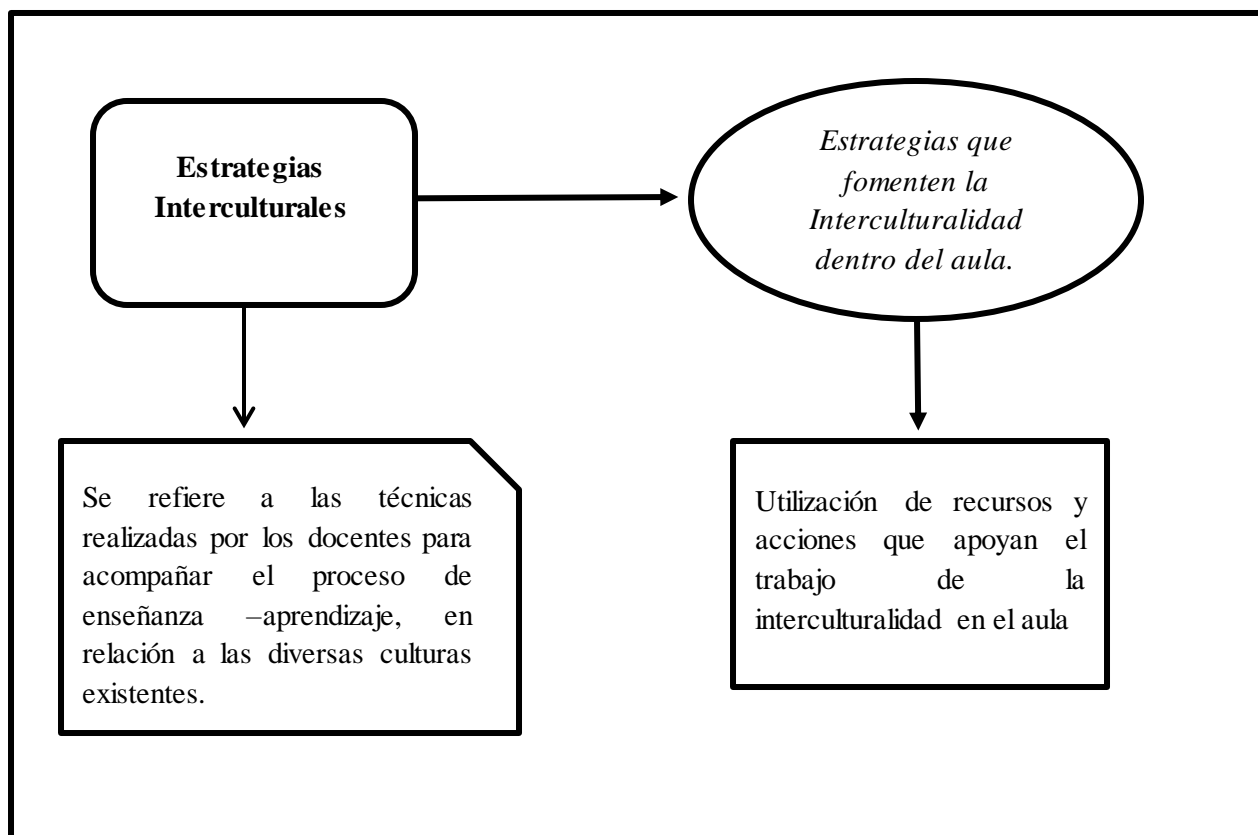 Estrategias
Interculturales
Estrategias que
fomenten la
Interculturalidad
dentro del aula.
Se refiere a las técnicas
realizadas por los docentes para
acompañar el proceso de
enseñanza –aprendizaje, en
relación a las diversas culturas
existentes.
Utilización de recursos y
acciones que apoyan el
trabajo de la
interculturalidad en el aula